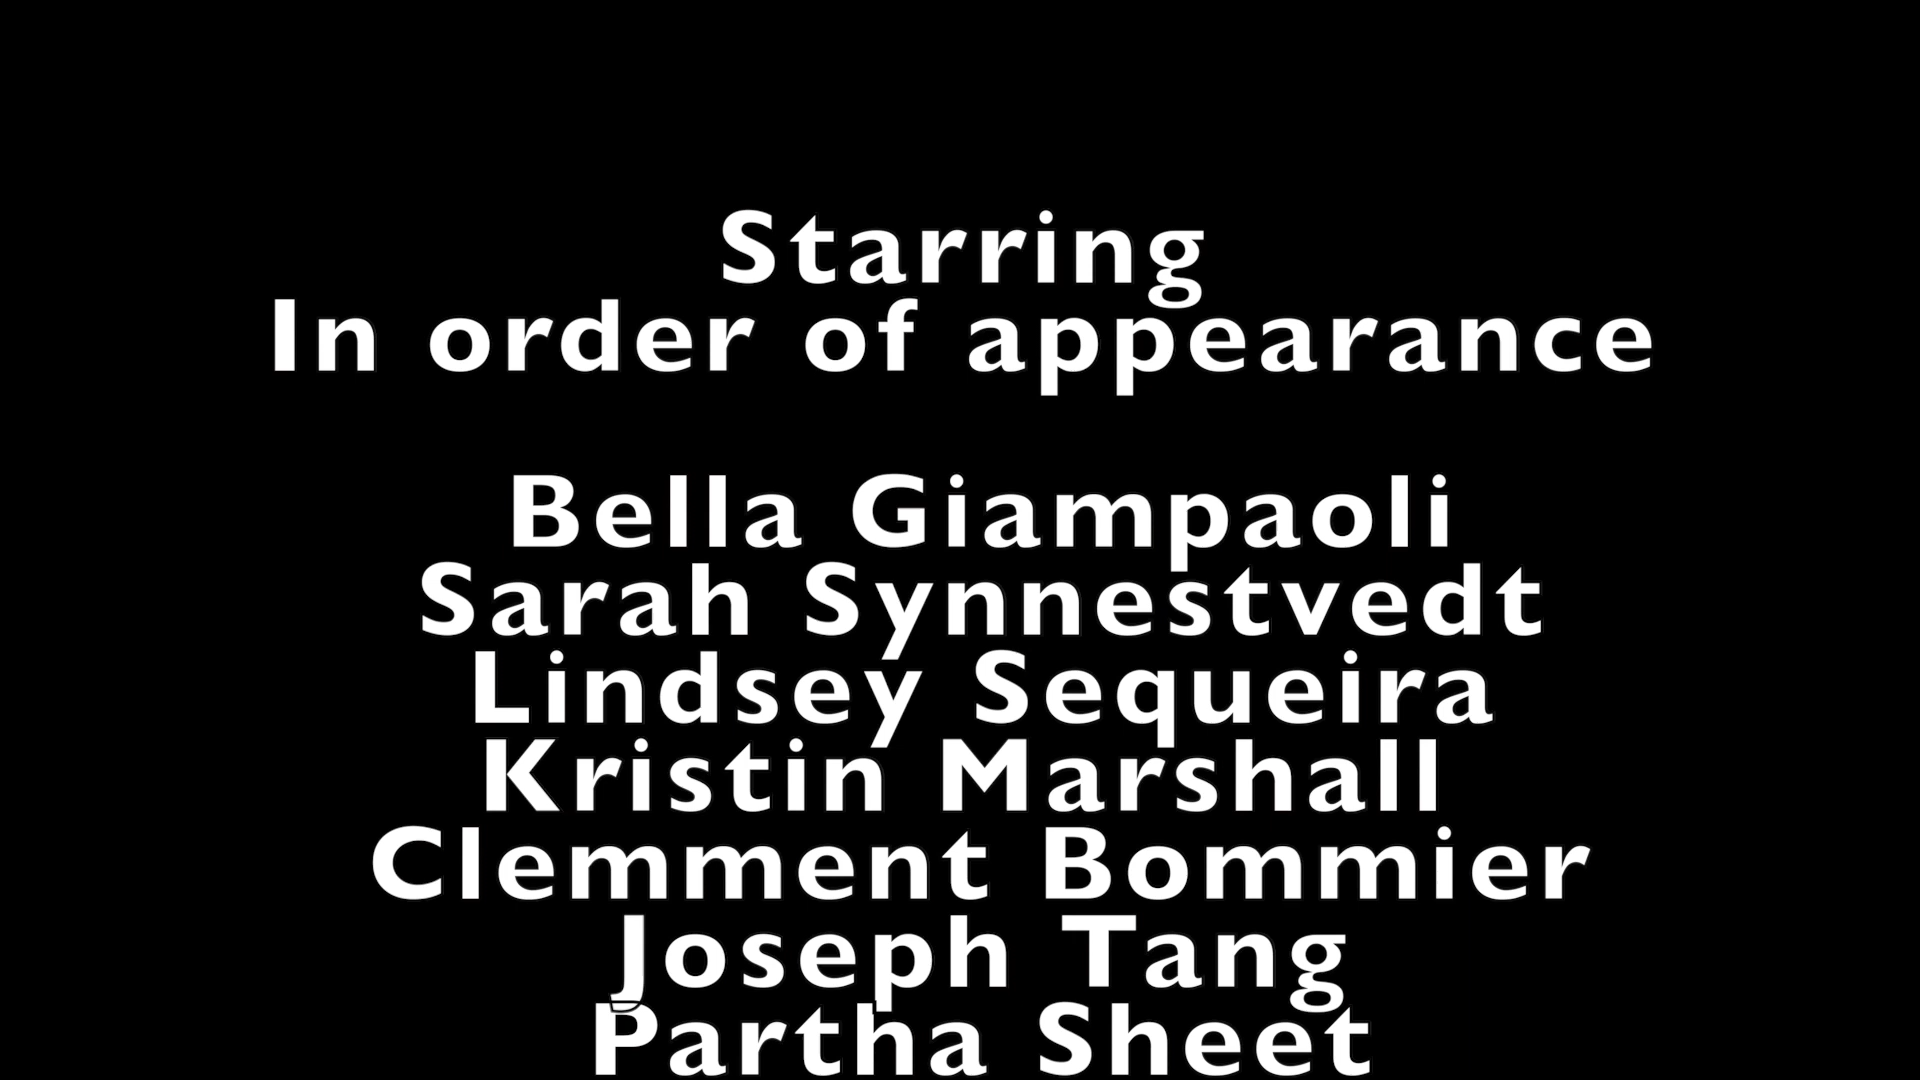 Starring
In order of appearance
Bella Giampaoli
Sarah Synnestvedt
Lindsey Sequeira
Kristin Marshall
Clemment Bommier
Joseph Tang
Partha Sheet